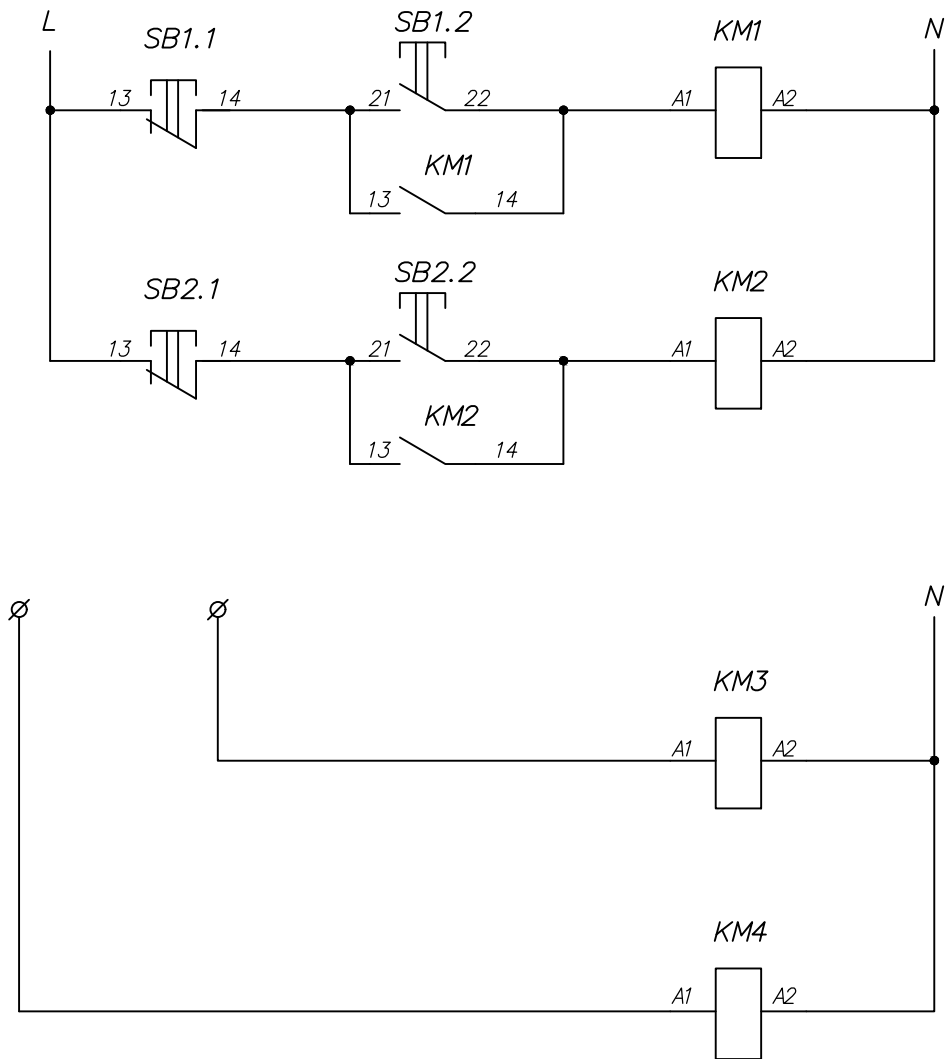 L SB1.1 SB1.2 KM1 N
13 14 21 22 A1 A2
KM1
13 14
SB2.1 SB2.2 KM2
13 14 21 22 A1 A2
KM2
13 14
N
KM3
A1 A2
KM4
A1 A2